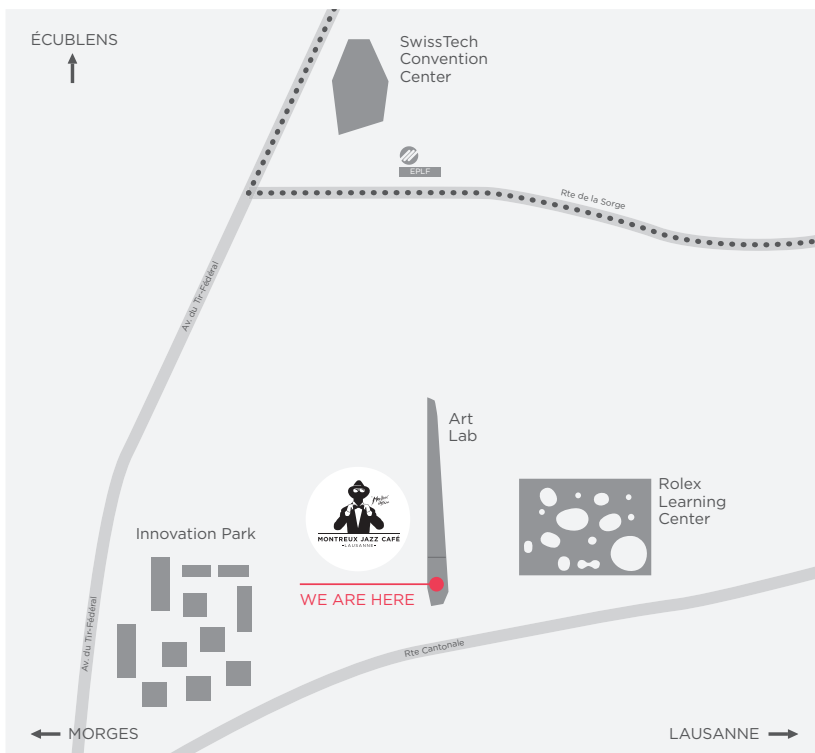 ÉCUBLENS
SwissTech
Convention
Center
EPLF
Rte de la Sorge
Av. du Tir-Fédéral
Art
Lab
Rolex
Learning
Center
Montreux
MONTREUX JAZZ CAFÉ
-LAUSANNE-
Innovation Park
WE ARE HERE
Av. du Tir-Fédéral
Rte Cantonale
MORGES
LAUSANNE